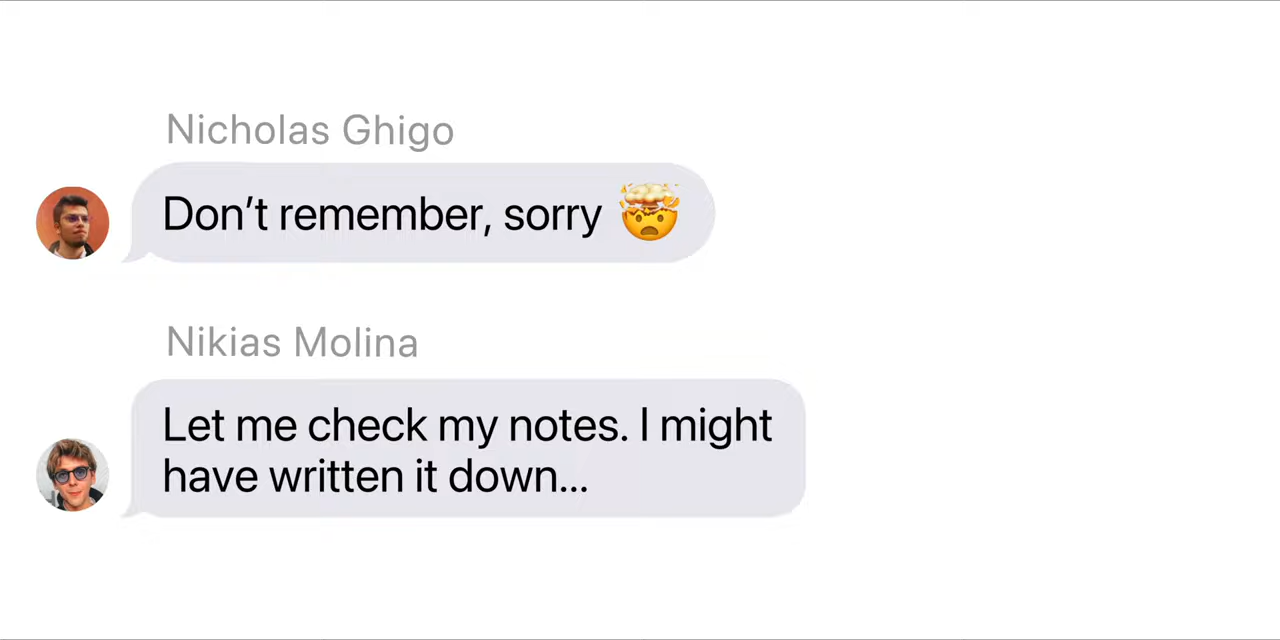 Nicholas Ghigo
Don’t remember, sorry 🤯
Nikias Molina
Let me check my notes. I might
have written it down...